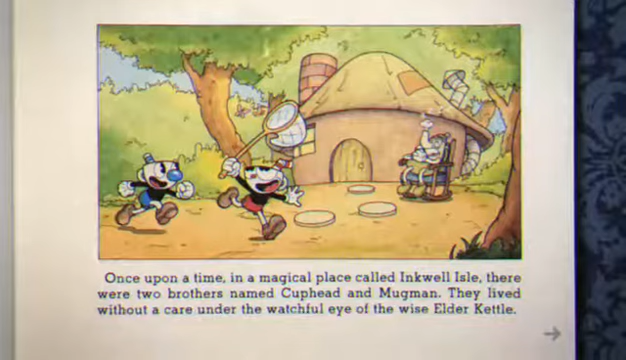 Once upon a time, in a magical place called Inkwell Isle, there
were two brothers named Cuphead and Mugman. They lived
without a care under the watchful eye of the wise Elder Kettle.